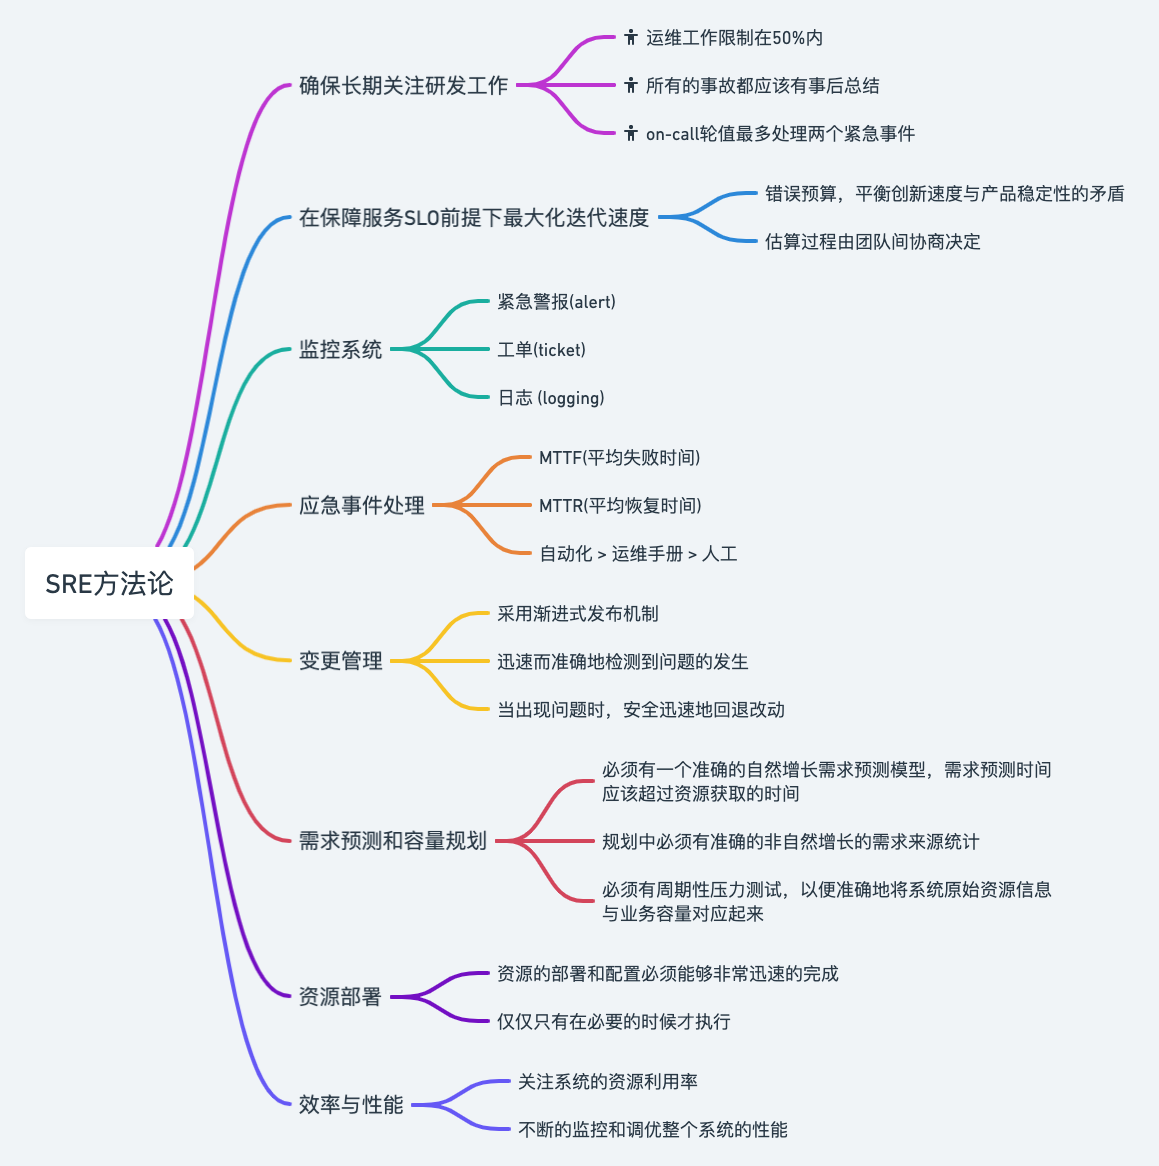 SRE方法论
确保长期关注研发工作
运维工作限制在50%内
所有的事故都应该有事后总结
on-call轮值最多处理两个紧急事件
在保障服务SLO前提下最大化迭代速度
错误预算，平衡创新速度与产品稳定性的矛盾
估算过程由团队间协商决定
监控系统
紧急警报(alert)
工单(ticket)
日志 (logging)
应急事件处理
MTTF(平均失败时间)
MTTR(平均恢复时间)
自动化 > 运维手册 > 人工
变更管理
采用渐进式发布机制
迅速而准确地检测到问题的发生
当出现问题时，安全迅速地回退改动
需求预测和容量规划
必须有一个准确的自然增长需求预测模型，需求预测时间
应该超过资源获取的时间
规划中必须有准确的非自然增长的需求来源统计
必须有周期性压力测试，以便准确地将系统原始资源信息
与业务容量对应起来
资源部署
资源的部署和配置必须能够非常迅速的完成
仅仅只有在必要的时候才执行
效率与性能
关注系统的资源利用率
不断的监控和调优整个系统的性能